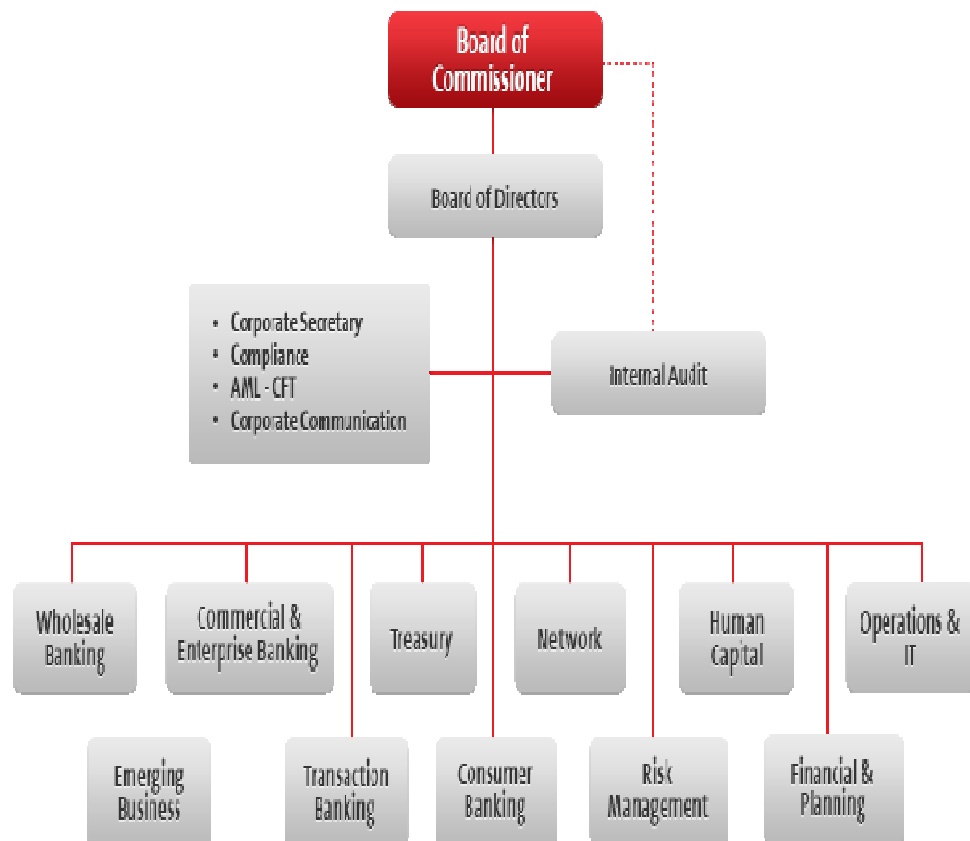 Board of
Commissioner
Board of Directors
• Corporate Secretary
• Compliance
• AML - CFT
• Corporate Communication
Internal Audit
Wholesale
Banking
Commercial &
Enterprise Banking
Treasury
Network
Human
Capital
Operations &
IT
Emerging
Business
Transaction
Banking
Consumer
Banking
Risk
Management
Financial &
Planning